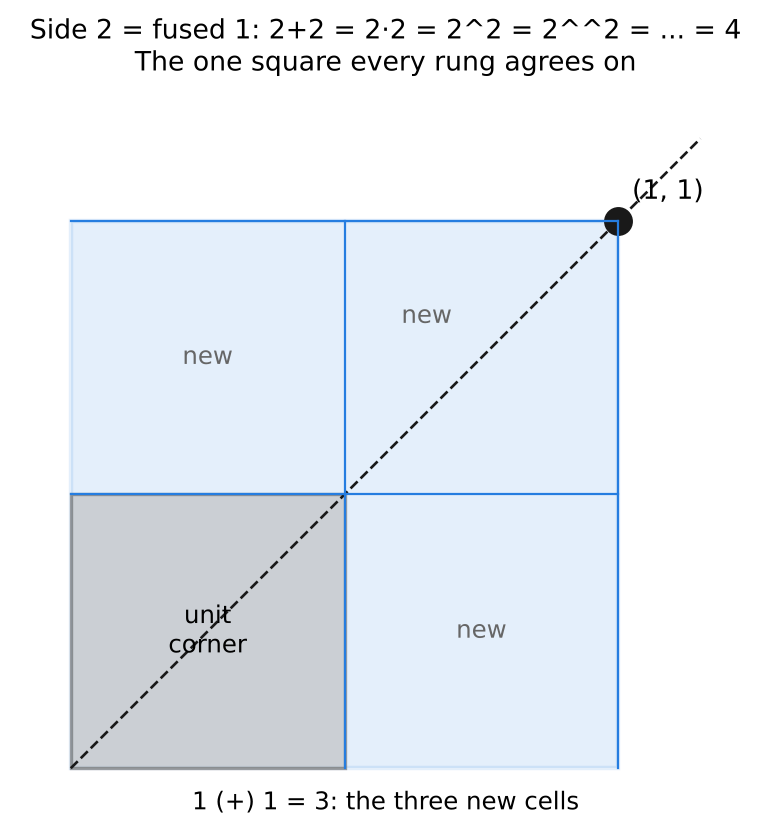 Side 2 = fused 1: 2+2 = 2·2 = 2^2 = 2^^2 = ... = 4
The one square every rung agrees on
(1, 1)
new
new
unit
corner
new
1 (+) 1 = 3: the three new cells